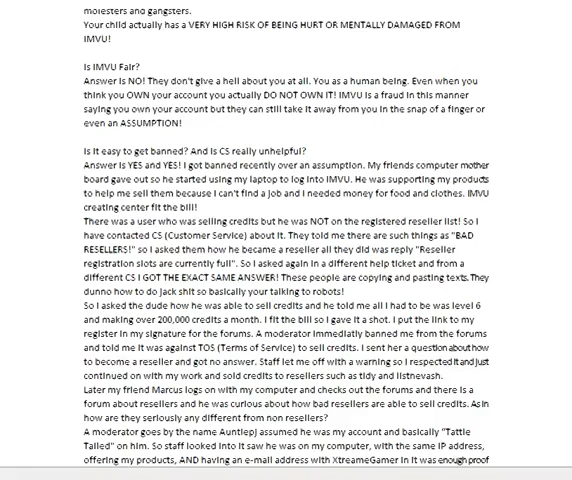 molesters and gangsters.
Your child actually has a VERY HIGH RISK OF BEING HURT OR MENTALLY DAMAGED FROM
IMVU!
Is IMVU Fair?
Answer is NO! They don't give a hell about you at all. You as a human being. Even when you
think you OWN your account you actually DO NOT OWN IT! IMVU is a fraud in this manner
saying you own your account but they can still take it away from you in the snap of a finger or
even an ASSUMPTION!
Is it easy to get banned? And is CS really unhelpful?
Answer is YES and YES! I got banned recently over an assumption. My friends computer mother
board gave out so he started using my laptop to log into IMVU. He was supporting my products
to help me sell them because I can't find a job and I needed money for food and clothes. IMVU
creating center fit the bill!
There was a user who was selling credits but he was NOT on the registered reseller list! So I
have contacted CS (Customer Service) about it. They told me there are such things as "BAD
RESELLERS!" so I asked them how he became a reseller all they did was reply "Reseller
registration slots are currently full". So I asked again in a different help ticket and from a
different CS I GOT THE EXACT SAME ANSWER! These people are copying and pasting texts. They
dunno how to do jack shit so basically your talking to robots!
So I asked the dude how he was able to sell credits and he told me all I had to be was level 6
and making over 200,000 credits a month. I fit the bill so I gave it a shot. I put the link to my
register in my signature for the forums. A moderator immediatly banned me from the forums
and told me it was against TOS (Terms of Service) to sell credits. I sent her a question about how
to become a reseller and got no answer. Staff let me off with a warning so I respected it and just
continued on with my work and sold credits to resellers such as tidy and listnevash.
Later my friend Marcus logs on with my computer and checks out the forums and there is a
forum about resellers and he was curious about how bad resellers are able to sell credits. As in
how are they seriously any different from non resellers?
A moderator goes by the name Auntiepj assumed he was my account and basically "Tattle
Tailed" on him. So staff looked into it saw he was on my computer, with the same IP address,
offering my products, AND having an e-mail address with XtreameGamer in it was enough proof